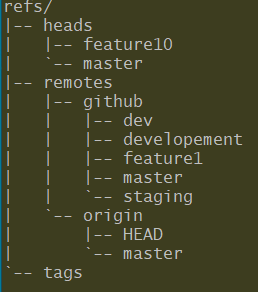 refs/
|-- heads
|   |-- feature10
|   `-- master
|-- remotes
|   |-- github
|   |   |-- dev
|   |   |-- developement
|   |   |-- feature1
|   |   |-- master
|   |   `-- staging
|   `-- origin
|       |-- HEAD
|       `-- master
`-- tags